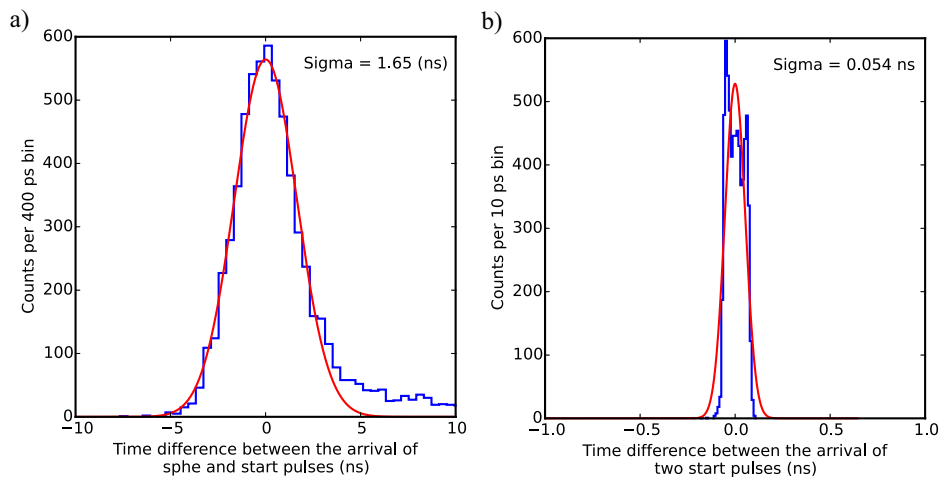 a)
600
500
400
300
200
100
0
Counts per 400 ps bin
Sigma = 1.65 (ns)
−10
−5
0
5
10
Time difference between the arrival of
sphe and start pulses (ns)
b)
600
500
400
300
200
100
0
Counts per 10 ps bin
Sigma = 0.054 ns
−1.0
−0.5
0.0
0.5
1.0
Time difference between the arrival of
two start pulses (ns)